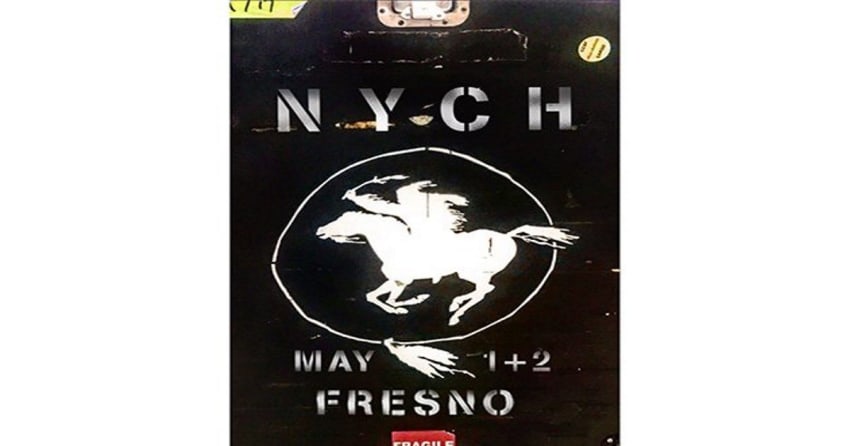 NYCH
MAY 1+2
FRESNO
FRAGILE